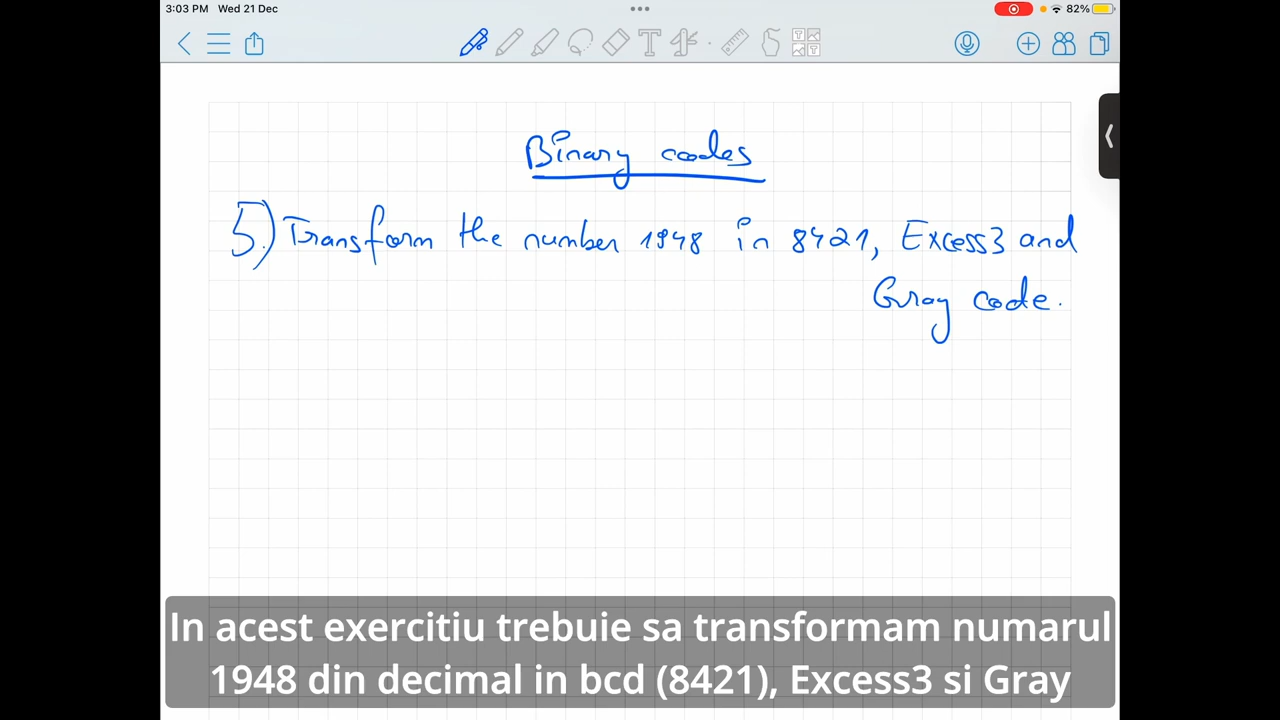 3:03 PM Wed 21 Dec
82%
Binary codes
5.) Transform the number 1948 in 8421, Excess3 and
Gray code.
In acest exercitiu trebuie sa transformam numarul
1948 din decimal in bcd (8421), Excess3 si Gray